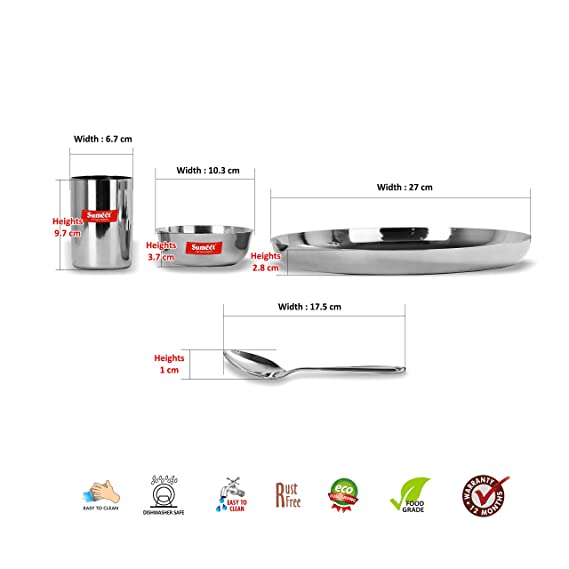 Width : 6.7 cm
Width : 10.3 cm
Width : 27 cm
Heights
9.7 cm
Sumeet
Heights
3.7 cm
Sumeet
Heights
2.8 cm
Width : 17.5 cm
Heights
1 cm
EASY TO CLEAN
DISHWASHER SAFE
EASY TO
CLEAN
Rust
Free
eco
FOOD
GRADE
WARRANTY
12 MONTHS